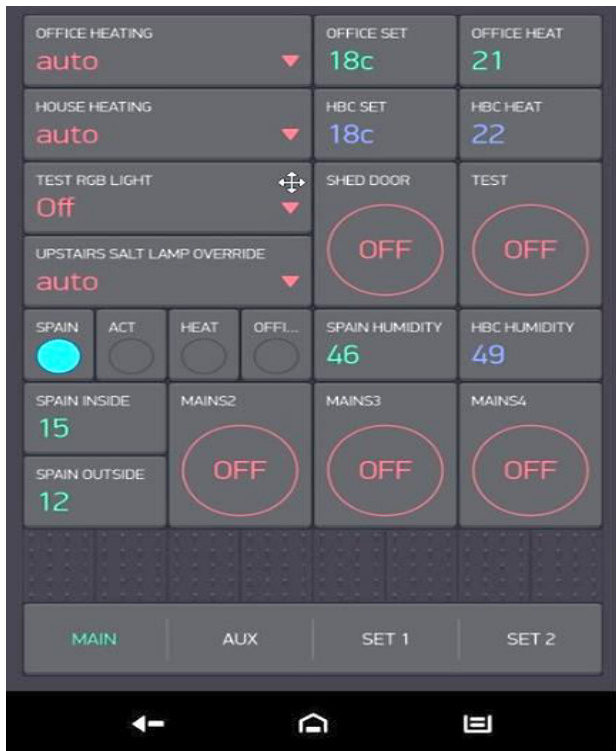 OFFICE HEATING
auto
OFFICE SET
18c
OFFICE HEAT
21
HOUSE HEATING
auto
HBC SET
18c
HBC HEAT
22
TEST RGB LIGHT
Off
SHED DOOR
OFF
TEST
OFF
UPSTAIRS SALT LAMP OVERRIDE
auto
SPAIN
ACT
HEAT
OFFI...
SPAIN HUMIDITY
46
HBC HUMIDITY
49
SPAIN INSIDE
15
SPAIN OUTSIDE
12
MAINS2
OFF
MAINS3
OFF
MAINS4
OFF
MAIN
AUX
SET 1
SET 2